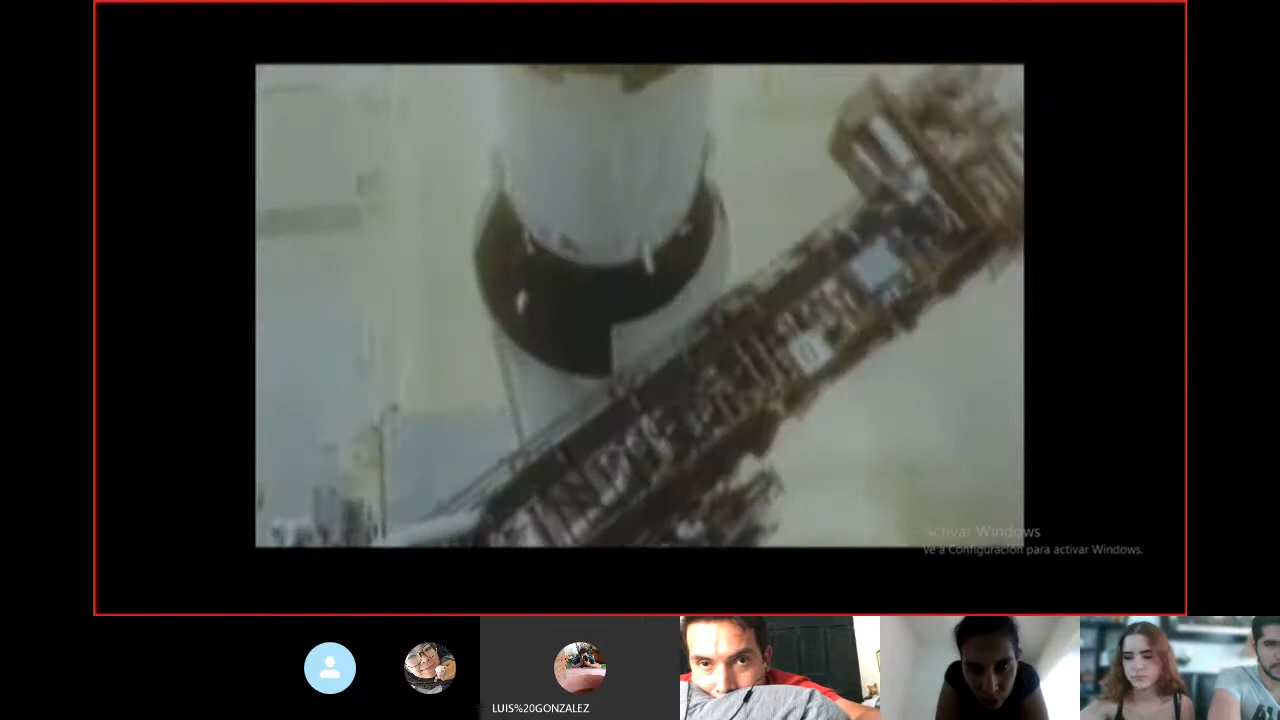 Activar Windows
Ve a Configuración para activar Windows.
LUIS%20GONZALEZ